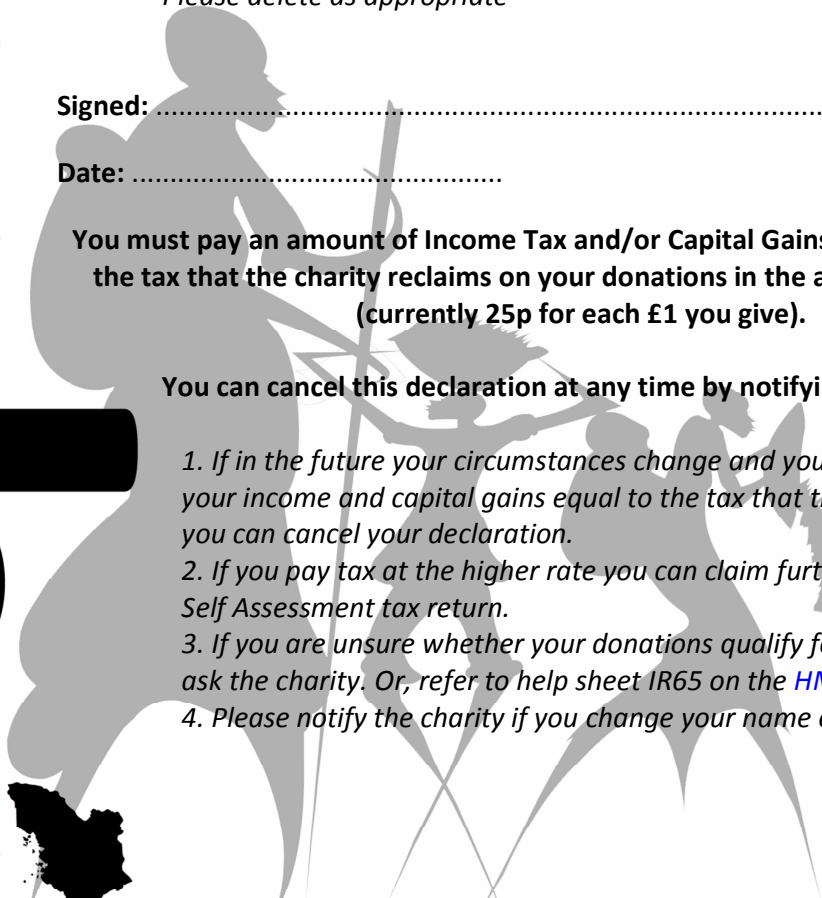 Please delete as appropriate
Signed: .......................................................................................
Date: .................................................
You must pay an amount of Income Tax and/or Capital Gains
the tax that the charity reclaims on your donations in the
(currently 25p for each £1 you give).
You can cancel this declaration at any time by
1. If in the future your circumstances change and you
your income and capital gains equal to the tax that
you can cancel your declaration.
2. If you pay tax at the higher rate you can claim
Self Assessment tax return.
3. If you are unsure whether your donations qualify
ask the charity. Or, refer to help sheet IR65 on the
4. Please notify the charity if you change your name